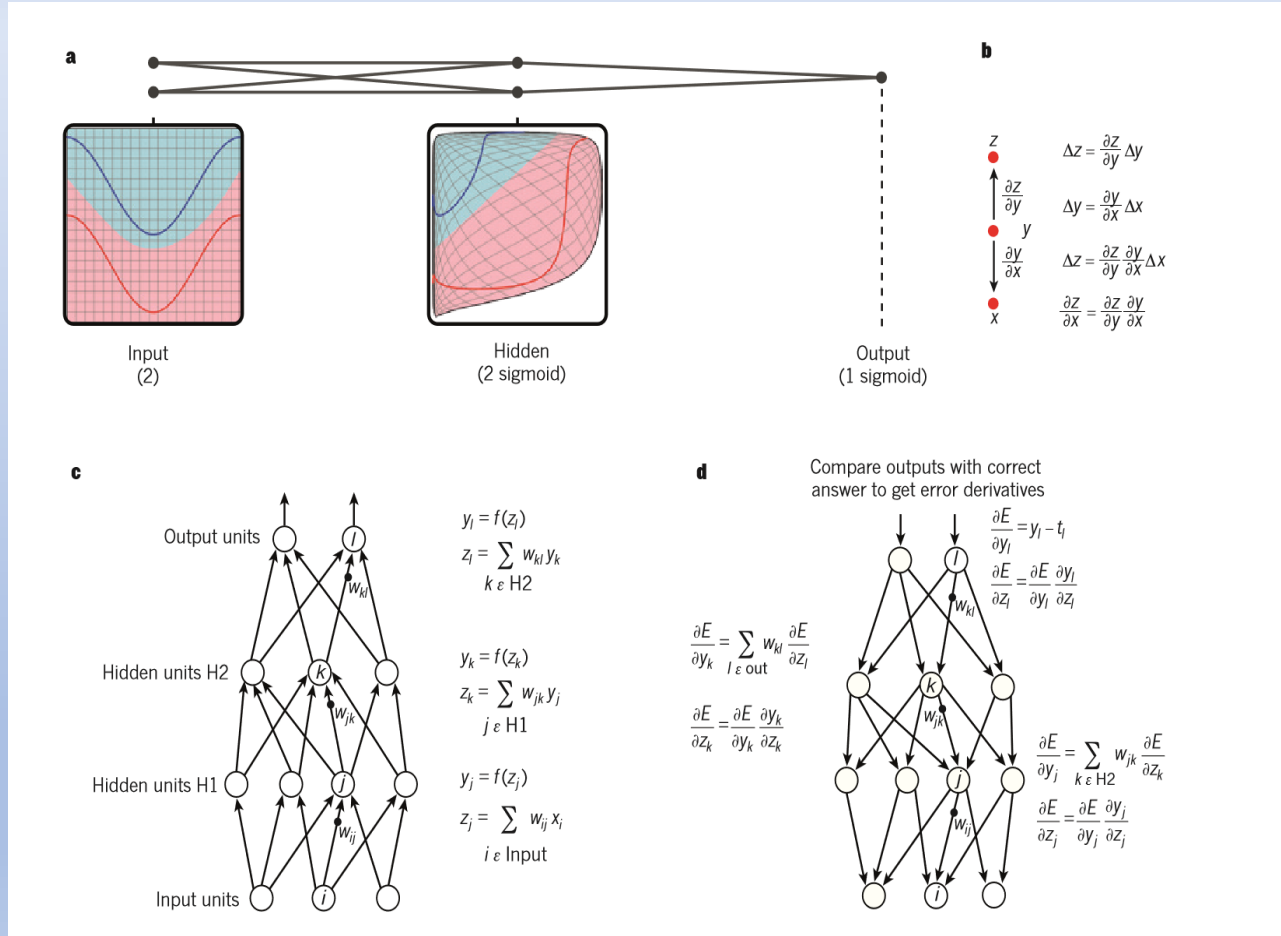 a
Input
(2)
Hidden
(2 sigmoid)
Output
(1 sigmoid)
b
z
∂z/∂y
y
∂y/∂x
x
Δz = ∂z/∂y Δy
Δy = ∂y/∂x Δx
Δz = ∂z/∂y ∂y/∂x Δx
∂z/∂x = ∂z/∂y ∂y/∂x
c
Output units
l
w_kl
y_l = f(z_l)
z_l = ∑ w_kl y_k
k ε H2
Hidden units H2
k
w_jk
y_k = f(z_k)
z_k = ∑ w_jk y_j
j ε H1
Hidden units H1
j
w_ij
y_j = f(z_j)
z_j = ∑ w_ij x_i
i ε Input
Input units
i
d
Compare outputs with correct
answer to get error derivatives
l
w_kl
∂E/∂y_l = y_l – t_l
∂E/∂z_l = ∂E/∂y_l ∂y_l/∂z_l
∂E/∂y_k = ∑ w_kl ∂E/∂z_l
l ε out
∂E/∂z_k = ∂E/∂y_k ∂y_k/∂z_k
k
w_jk
j
w_ij
∂E/∂y_j = ∑ w_jk ∂E/∂z_k
k ε H2
∂E/∂z_j = ∂E/∂y_j ∂y_j/∂z_j
i